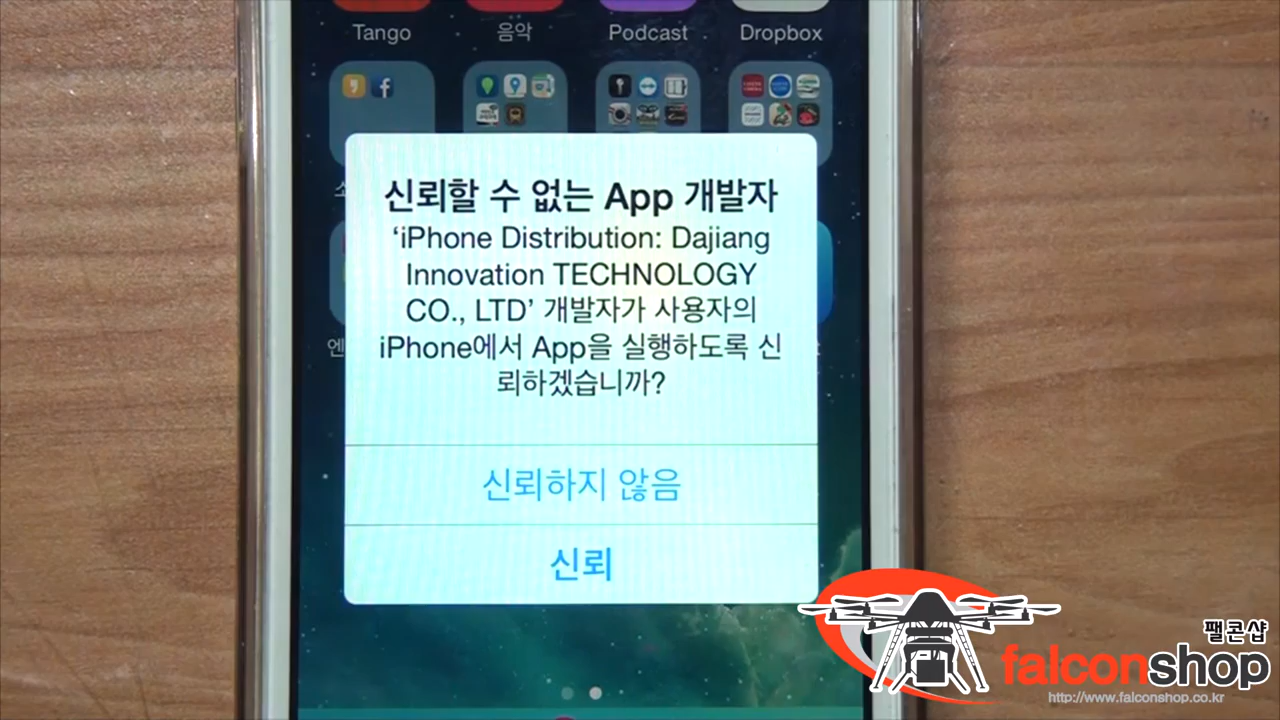 Tango 음악 Podcast Dropbox
신뢰할 수 없는 App 개발자
‘iPhone Distribution: Dajiang
Innovation TECHNOLOGY
CO., LTD’ 개발자가 사용자의
iPhone에서 App을 실행하도록 신
뢰하겠습니까?
엔
신뢰하지 않음
신뢰
팰콘샵
falconshop
http://www.falconshop.co.kr